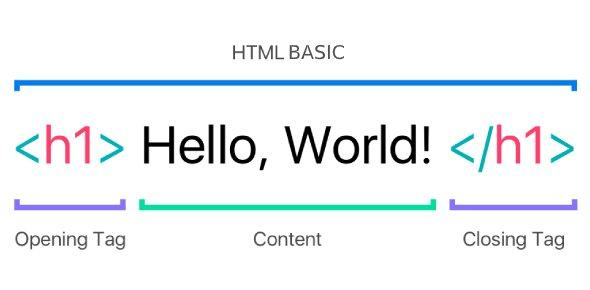 HTML BASIC
<h1> Hello, World! </h1>
Opening Tag Content Closing Tag